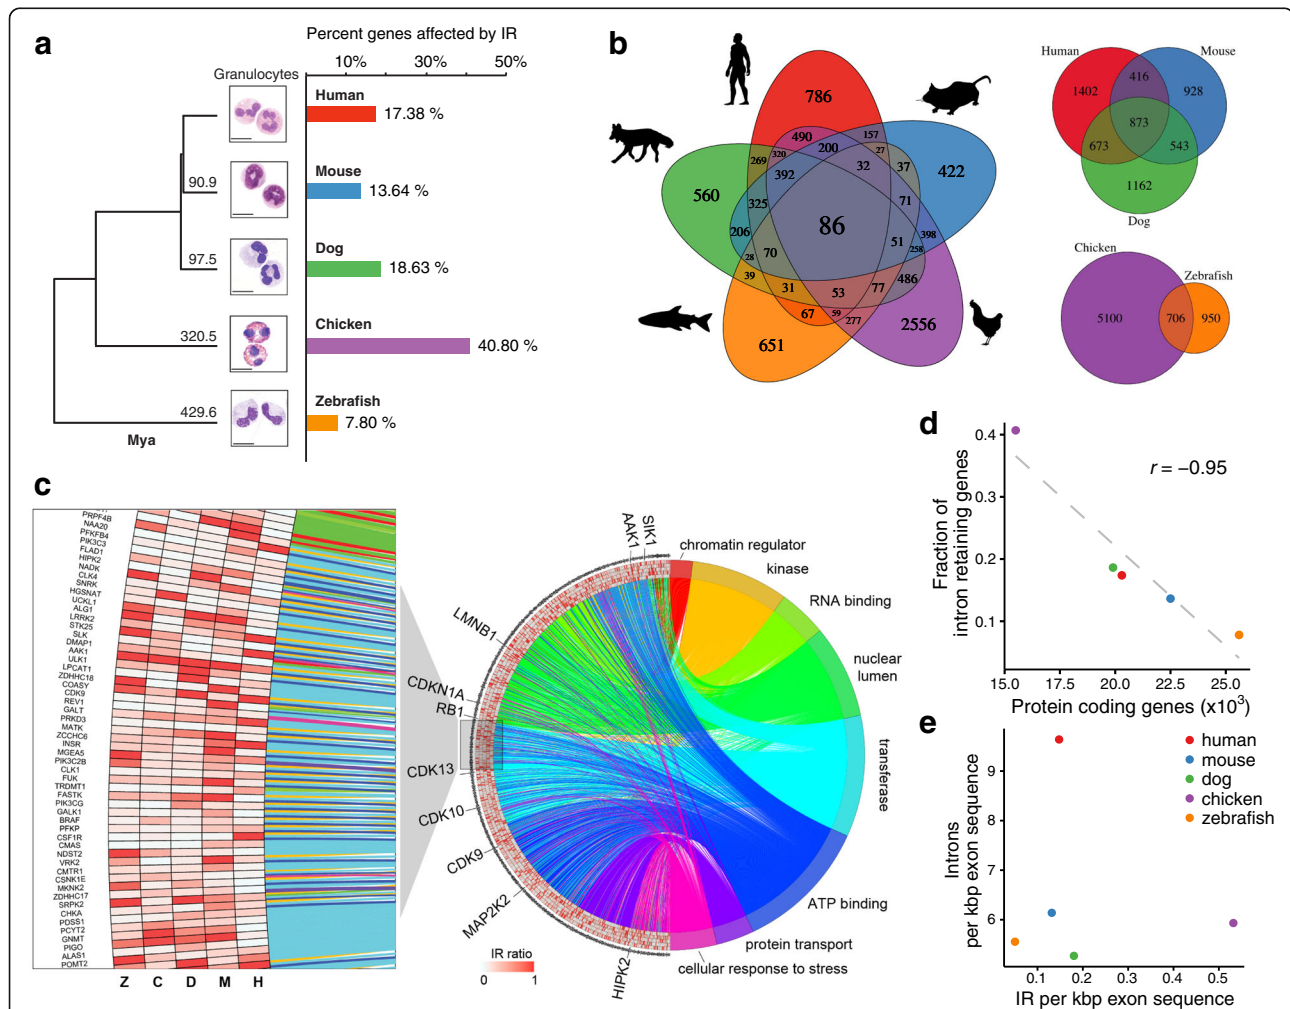 a
Percent genes affected by IR
10%
30%
50%
Granulocytes
Human
17.38 %
90.9
Mouse
13.64 %
97.5
Dog
18.63 %
320.5
Chicken
40.80 %
429.6
Zebrafish
7.80 %
Mya
b
786
490
200
157
27
422
269
320
392
32
37
560
325
71
206
86
398
51
258
28
70
486
39
31
53
77
67
59
277
2556
651
Human
Mouse
416
1402
928
873
673
543
1162
Dog
Chicken
Zebrafish
5100
706
950
c
PRPF4B
NAA20
PFKFB4
PIK3C3
FLAD1
HIPK2
NADK
CLK4
SNRK
HGSNAT
UCKL1
ALG1
LRRK2
STK25
SLK
DMAP1
AAK1
ULK1
LPCAT1
ZDHHC18
COASY
CDK9
REV1
GALT
PRKD3
MATK
ZCCHC6
INSR
MGEA5
PIK3C2B
CLK1
FUK
TRDMT1
FASTK
PIK3CG
GALK1
BRAF
PFKP
CSF1R
CMAS
NDST2
VRK2
CMTR1
CSNK1E
MKNK2
ZDHHC17
SRPK2
CHKA
PDSS1
PCYT2
GNMT
PIGO
ALAS1
POMT2
Z C D M H
AAK1
SIK1
LMNB1
CDKN1A
RB1
CDK13
CDK10
CDK9
MAP2K2
HIPK2
chromatin regulator
kinase
RNA binding
nuclear
lumen
transferase
ATP binding
protein transport
cellular response to stress
IR ratio
0 1
d
Fraction of
intron retaining genes
0.4
0.3
0.2
0.1
r = −0.95
15.0 17.5 20.0 22.5 25.0
Protein coding genes (x10³)
e
Introns
per kbp exon sequence
9
8
7
6
human
mouse
dog
chicken
zebrafish
0.1 0.2 0.3 0.4 0.5
IR per kbp exon sequence